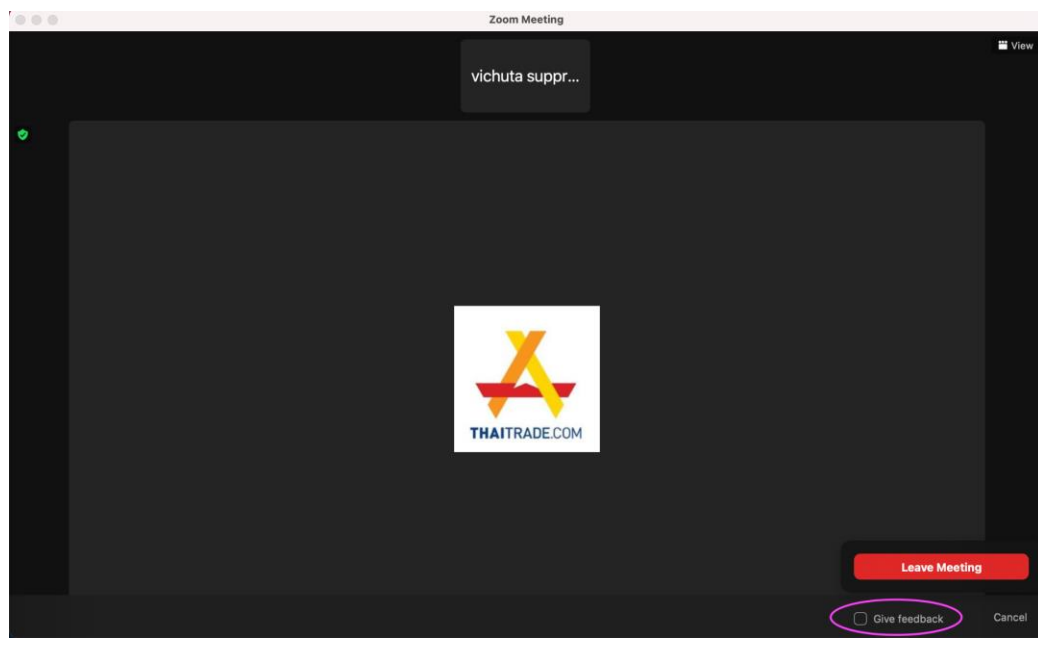 Zoom Meeting
View
vichuta suppr...
THAITRADE.COM
Leave Meeting
Give feedback
Cancel